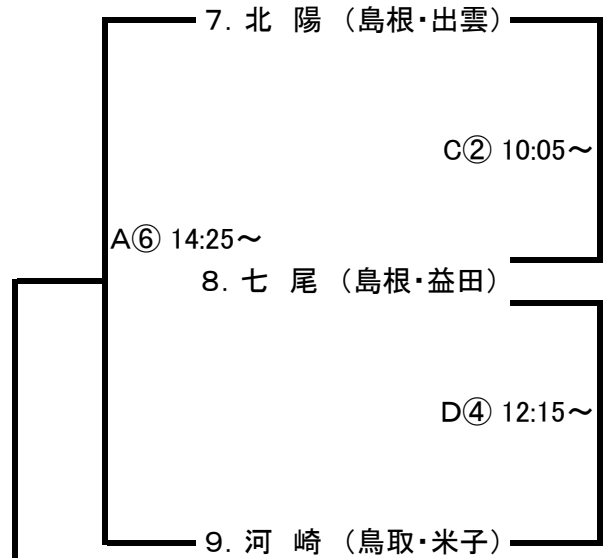 7．北　陽　（島根・出雲）
C② 10:05～
A⑥ 14:25～
8．七　尾　（島根・益田）
D④ 12:15～
9．河　崎　（鳥取・米子）